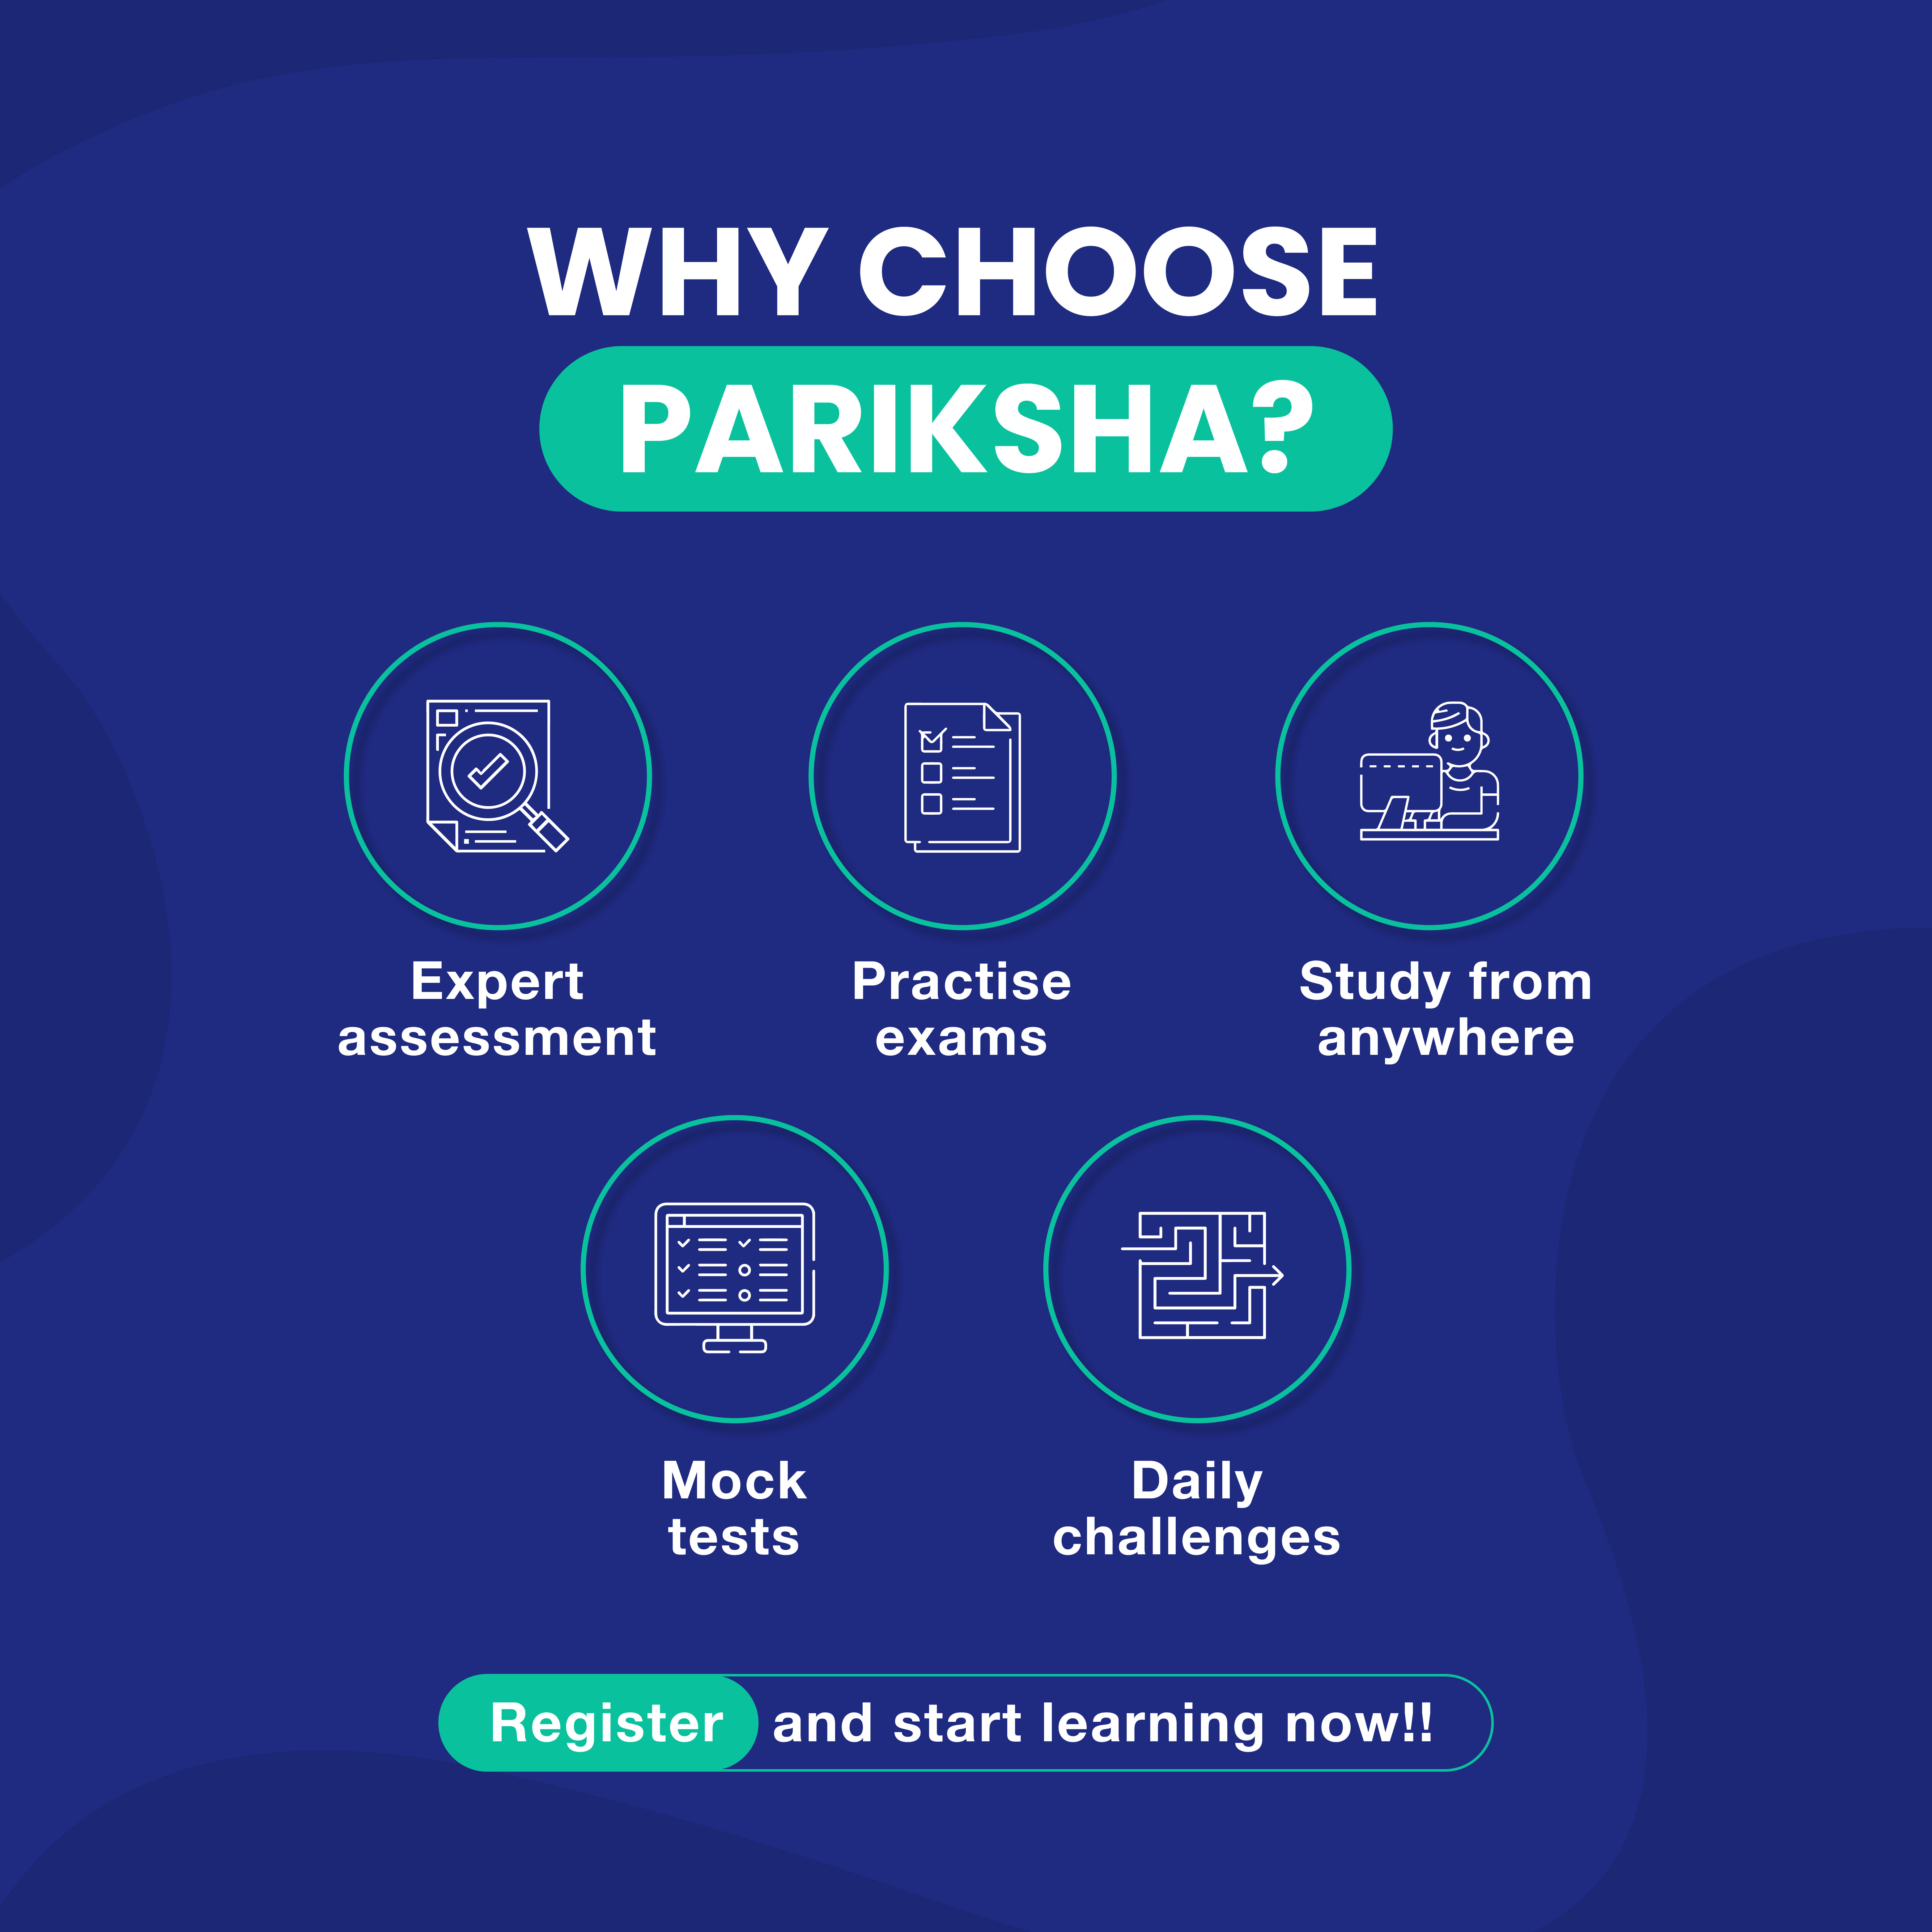 WHY CHOOSE
PARIKSHA?
Expert
assessment
Practise
exams
Study from
anywhere
Mock
tests
Daily
challenges
Register and start learning now!!